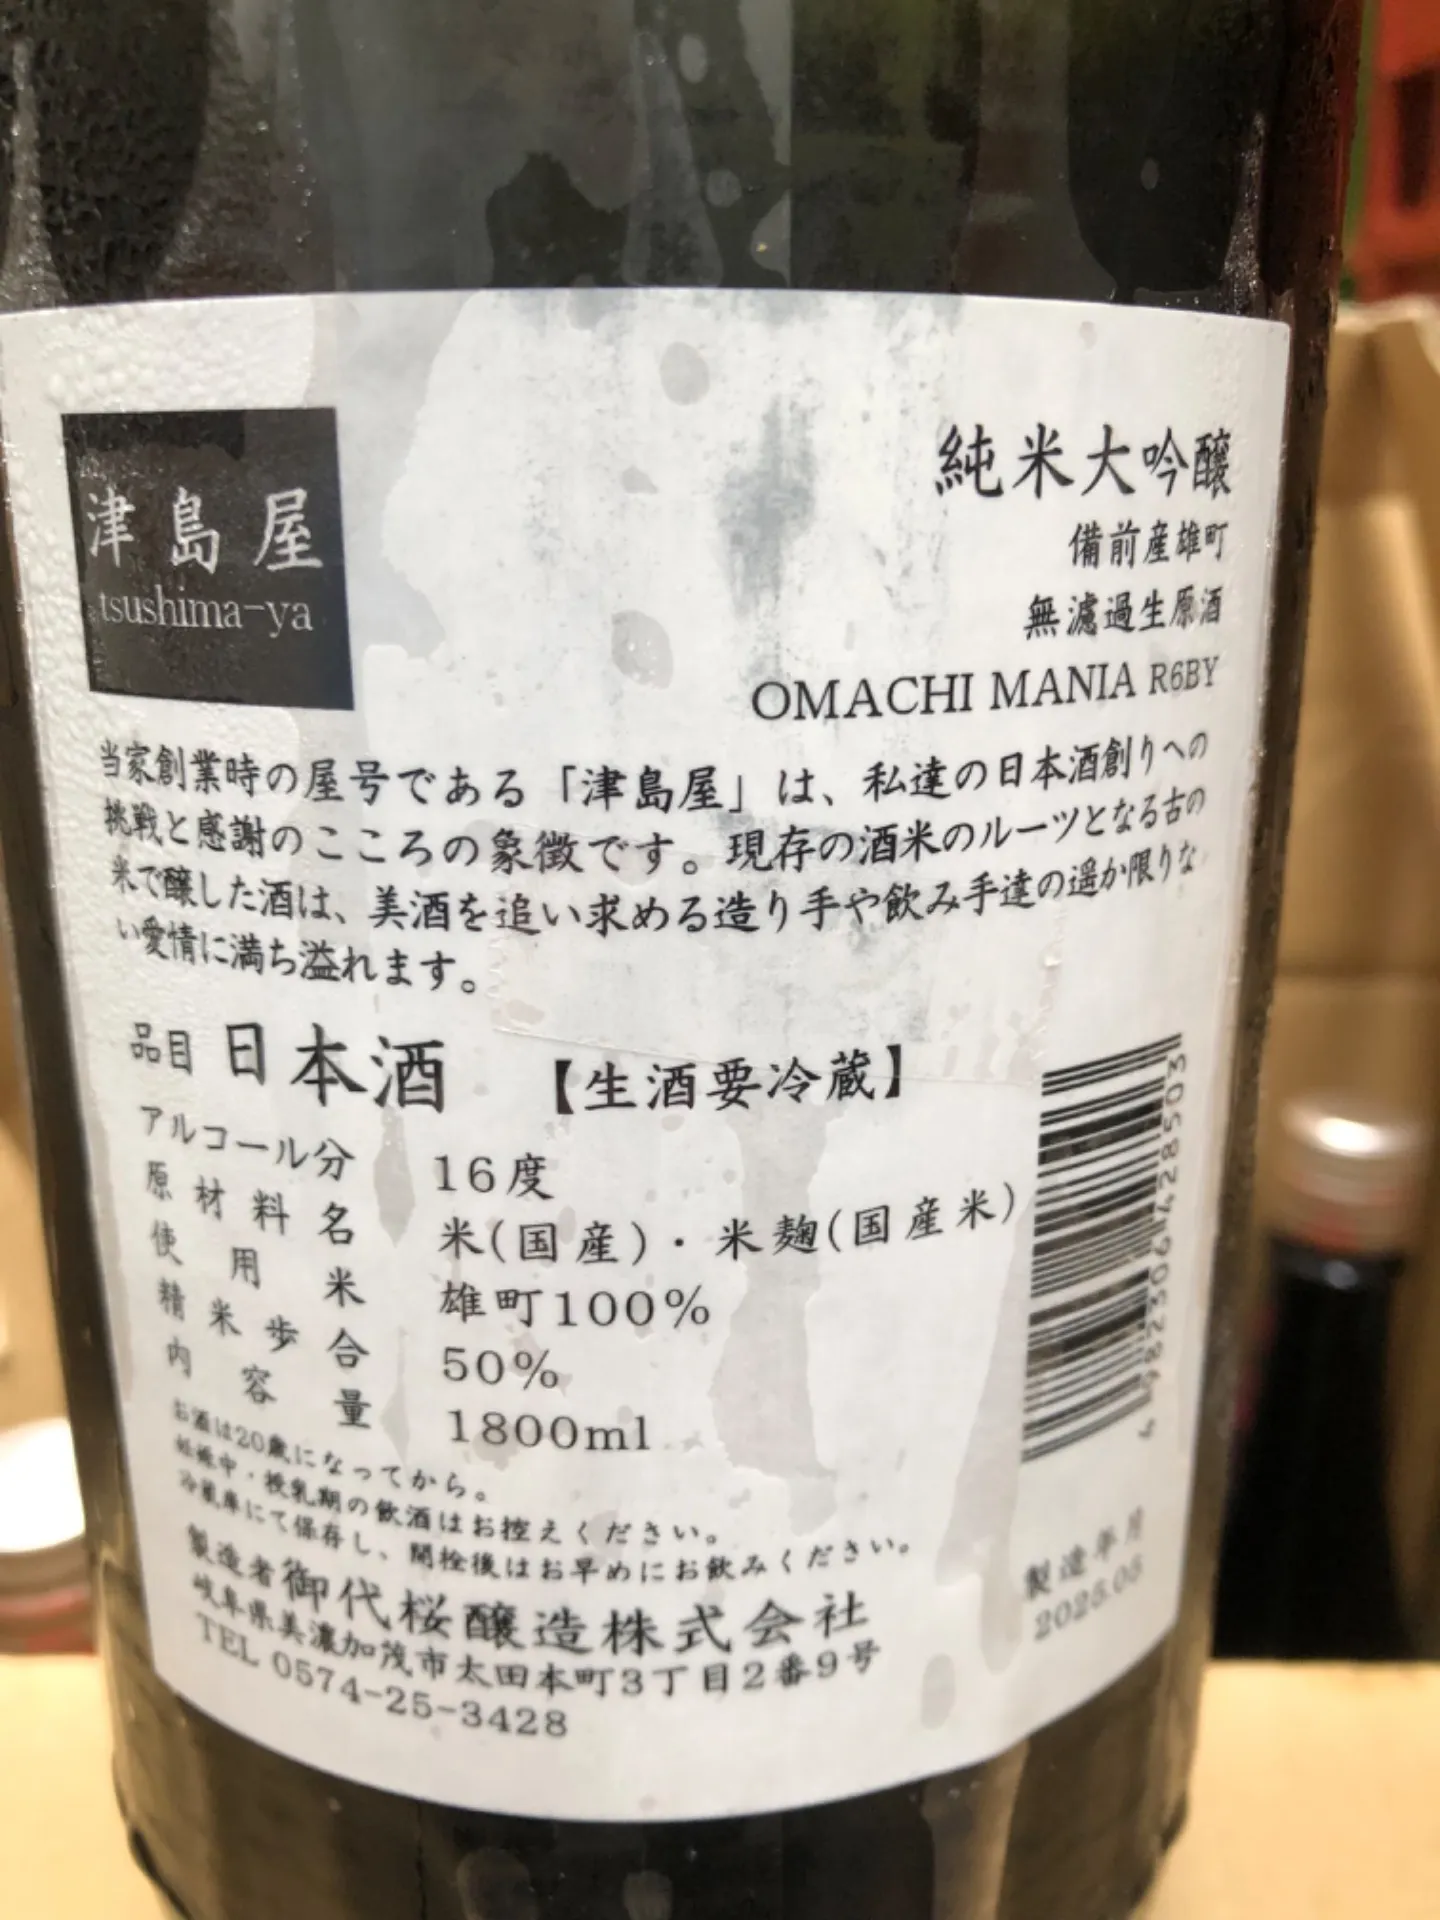 津島屋
tsushima-ya
純米大吟醸
備前産雄町
無濾過生原酒
OMACHI MANIA R6BY
当家創業時の屋号である「津島屋」は、私達の日本酒創りへの
挑戦と感謝のこころの象徴です。現存の酒米のルーツとなる古の
米で醸した酒は、美酒を追い求める造り手や飲み手達の遥か限りな
い愛情に満ち溢れます。
品目 日本酒 【生酒要冷蔵】
アルコール分 16度
原材料名 米(国産)・米麹(国産米)
使用米 雄町100%
精米歩合 50%
内容量 1800ml
お酒は20歳になってから。
妊娠中・授乳期の飲酒はお控えください。
冷蔵庫にて保存し、開栓後はお早めにお飲みください。
製造者 御代桜醸造株式会社
岐阜県美濃加茂市太田本町3丁目2番9号
TEL 0574-25-3428
4982306428503
製造年月
2025.05